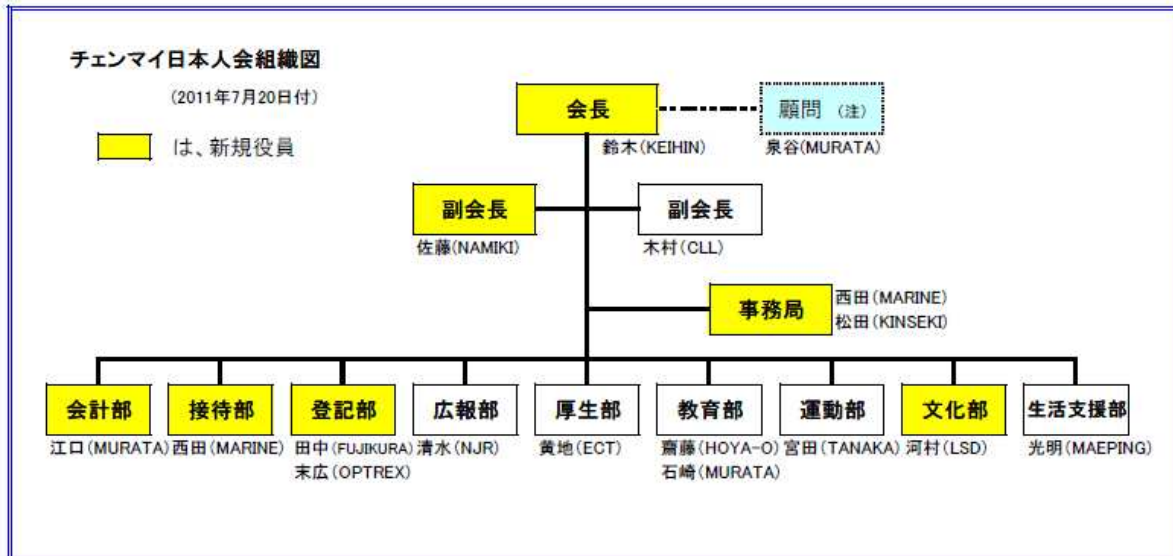 チェンマイ日本人会組織図
(2011年7月20日付)
は、新規役員
会長
顧問 (注)
鈴木(KEIHIN)
泉谷(MURATA)
副会長
副会長
佐藤(NAMIKI)
木村(CLL)
事務局
西田(MARINE)
松田(KINSEKI)
会計部 接待部 登記部 広報部 厚生部 教育部 運動部 文化部 生活支援部
江口(MURATA) 西田(MARINE) 田中(FUJIKURA) 清水(NJR) 黄地(ECT) 齋藤(HOYA-O) 宮田(TANAKA) 河村(LSD) 光明(MAEPING)
末広(OPTREX) 石崎(MURATA)